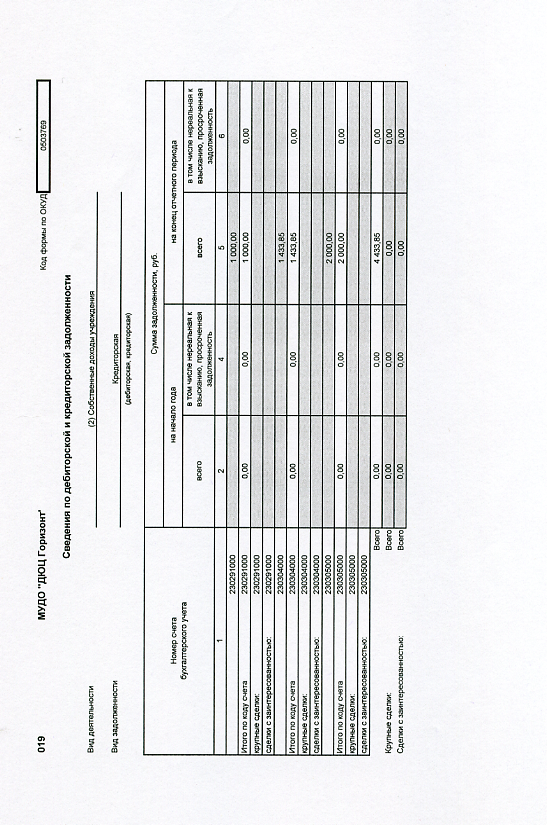 019 МУДО "ДЮЦ Горизонт"
Код формы по ОКУД 0503769
Сведения по дебиторской и кредиторской задолженности
Вид деятельности (2) Собственные доходы учреждения
Вид задолженности Кредиторская
(дебиторская, кредиторская)
Номер счета бухгалтерского учета
Сумма задолженности, руб.
на начало года на конец отчетного периода
всего в том числе нереальная к взысканию, просроченная задолженность всего в том числе нереальная к взысканию, просроченная задолженность
1 2 4 5 6
230291000 1 000,00
Итого по коду счета 230291000 0,00 0,00 1 000,00 0,00
крупные сделки: 230291000
сделки с заинтересованностью: 230291000
230304000 1 433,85
Итого по коду счета 230304000 0,00 0,00 1 433,85 0,00
крупные сделки: 230304000
сделки с заинтересованностью: 230304000
230305000 2 000,00
Итого по коду счета 230305000 0,00 0,00 2 000,00 0,00
крупные сделки: 230305000
сделки с заинтересованностью: 230305000
Всего 0,00 0,00 4 433,85 0,00
Крупные сделки: Всего 0,00 0,00 0,00 0,00
Сделки с заинтересованностью: Всего 0,00 0,00 0,00 0,00